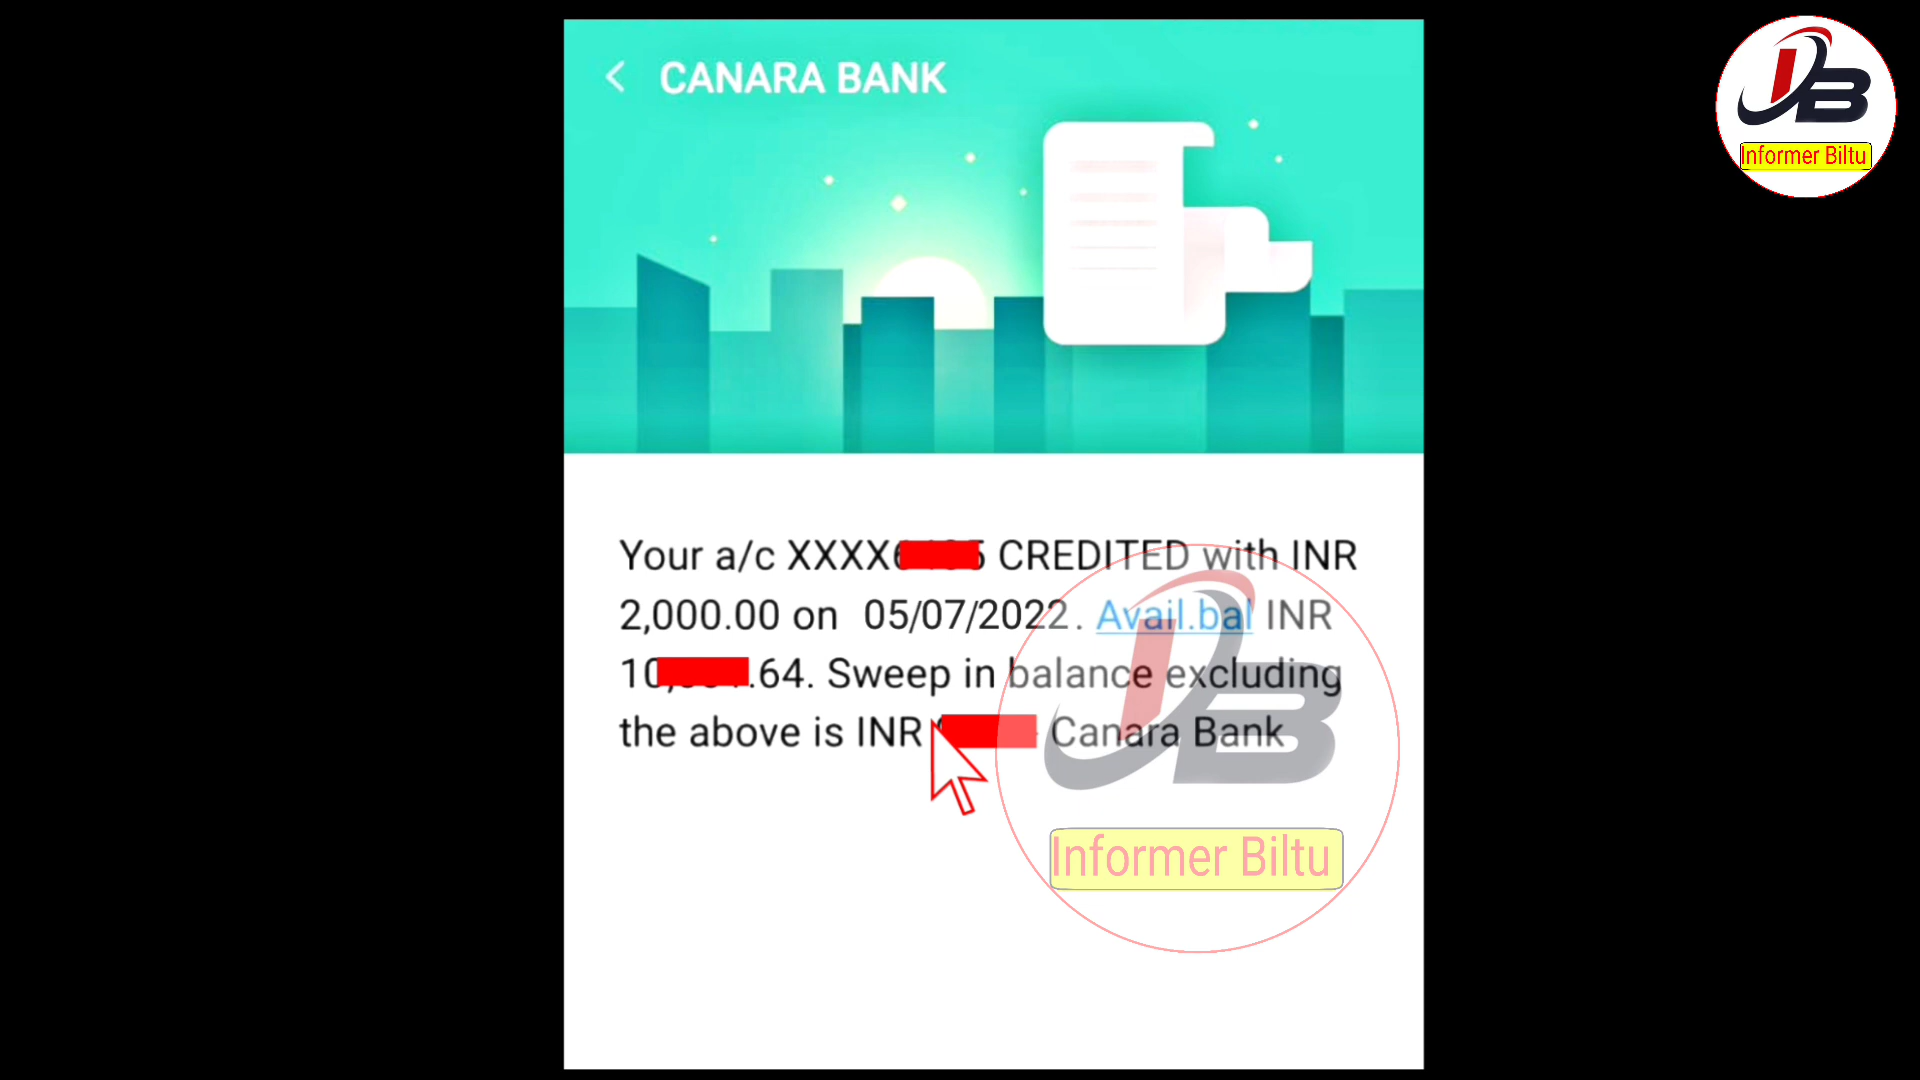 CANARA BANK
Informer Biltu
Your a/c XXXX CREDITED with INR
2,000.00 on 05/07/2022. Avail.bal INR
10 .64. Sweep in balance excluding
the above is INR Canara Bank
Informer Biltu